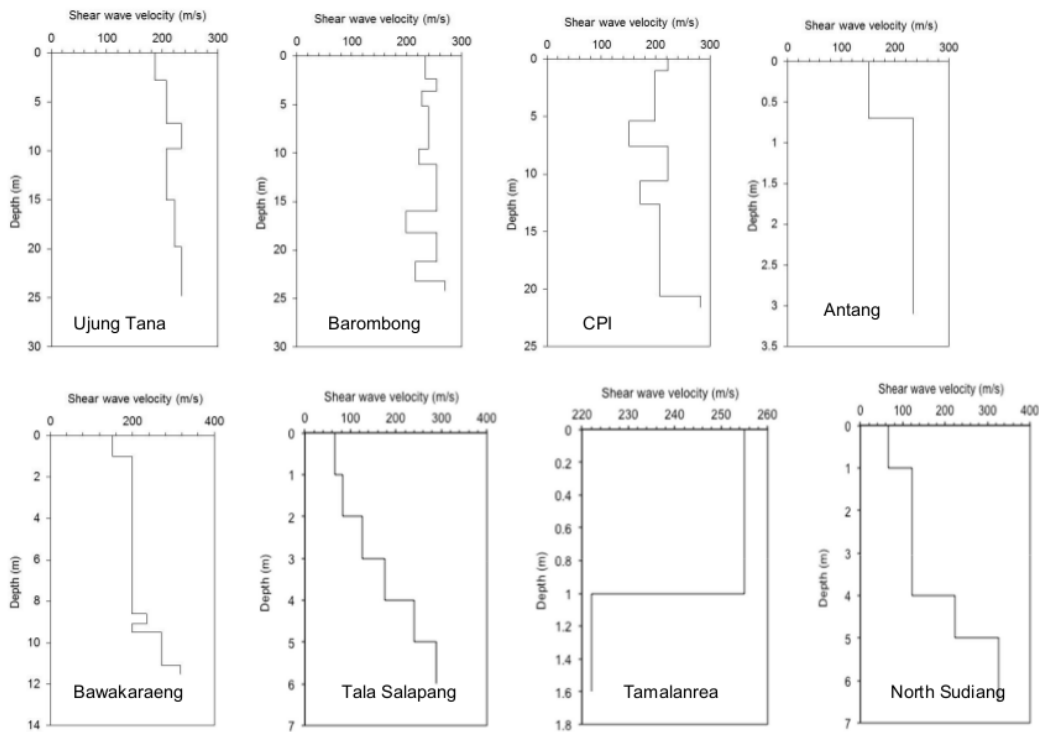 Shear wave velocity (m/s)
0 100 200 300
Depth (m)
0
5
10
15
20
25
30
Ujung Tana
Shear wave velocity (m/s)
0 100 200 300
Depth (m)
0
5
10
15
20
25
30
Barombong
Shear wave velocity (m/s)
0 100 200 300
Depth (m)
0
5
10
15
20
25
CPI
Shear wave velocity (m/s)
0 100 200 300
Depth (m)
0
0.5
1
1.5
2
2.5
3
3.5
Antang
Shear wave velocity (m/s)
0 200 400
Depth (m)
0
2
4
6
8
10
12
14
Bawakaraeng
Shear wave velocity (m/s)
0 100 200 300 400
Depth (m)
0
1
2
3
4
5
6
7
Tala Salapang
Shear wave velocity (m/s)
220 230 240 250 260
Depth (m)
0
0.2
0.4
0.6
0.8
1
1.2
1.4
1.6
1.8
Tamalanrea
Shear wave velocity (m/s)
0 100 200 300 400
Depth (m)
0
1
2
3
4
5
6
7
North Sudiang